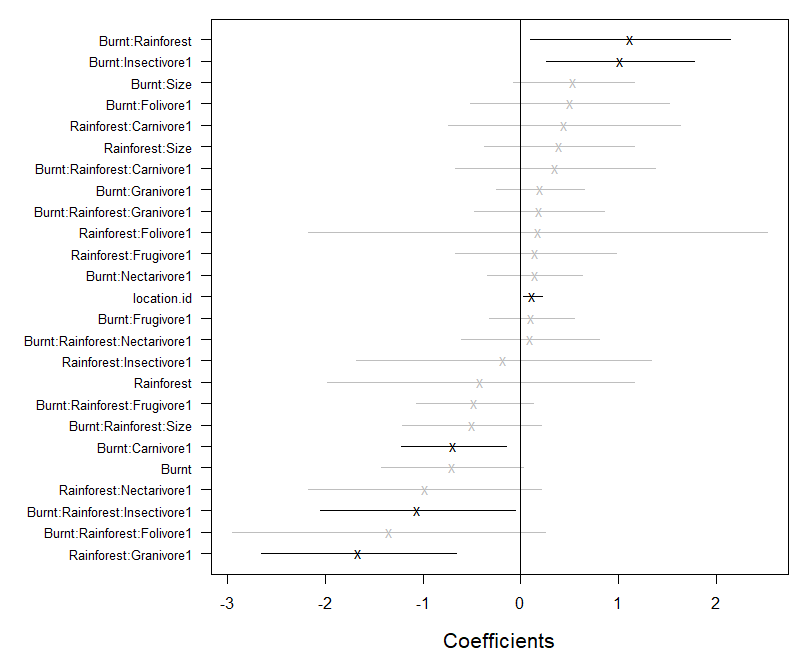 Burnt:Rainforest
Burnt:Insectivore1
Burnt:Size
Burnt:Folivore1
Rainforest:Carnivore1
Rainforest:Size
Burnt:Rainforest:Carnivore1
Burnt:Granivore1
Burnt:Rainforest:Granivore1
Rainforest:Folivore1
Rainforest:Frugivore1
Burnt:Nectarivore1
location.id
Burnt:Frugivore1
Burnt:Rainforest:Nectarivore1
Rainforest:Insectivore1
Rainforest
Burnt:Rainforest:Frugivore1
Burnt:Rainforest:Size
Burnt:Carnivore1
Burnt
Rainforest:Nectarivore1
Burnt:Rainforest:Insectivore1
Burnt:Rainforest:Folivore1
Rainforest:Granivore1
-3 -2 -1 0 1 2
Coefficients